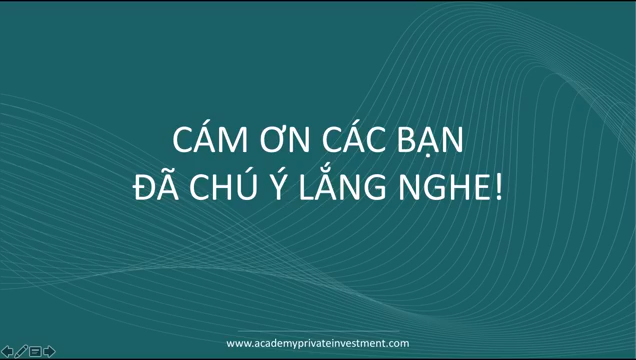 CÁM ƠN CÁC BẠN
ĐÃ CHÚ Ý LẮNG NGHE!
www.academyprivateinvestment.com